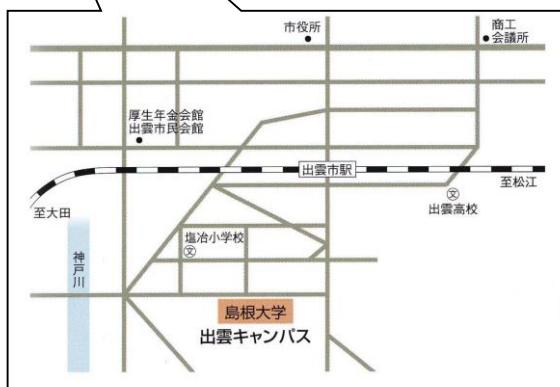 市役所
商工
会議所
厚生年金会館
出雲市民会館
出雲市駅
至松江
至大田
出雲高校
文
塩冶小学校
文
神戸川
島根大学
出雲キャンパス